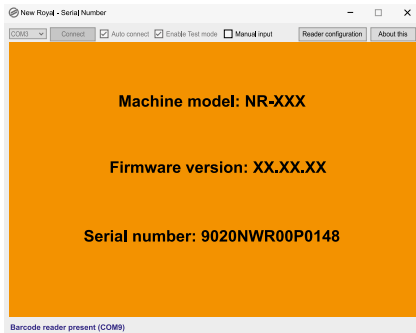 New Royal - Serial Number
COM3 Connect Auto connect Enable Test mode Manual input Reader configuration About this
Machine model: NR-XXX
Firmware version: XX.XX.XX
Serial number: 9020NWR00P0148
Barcode reader present (COM9)